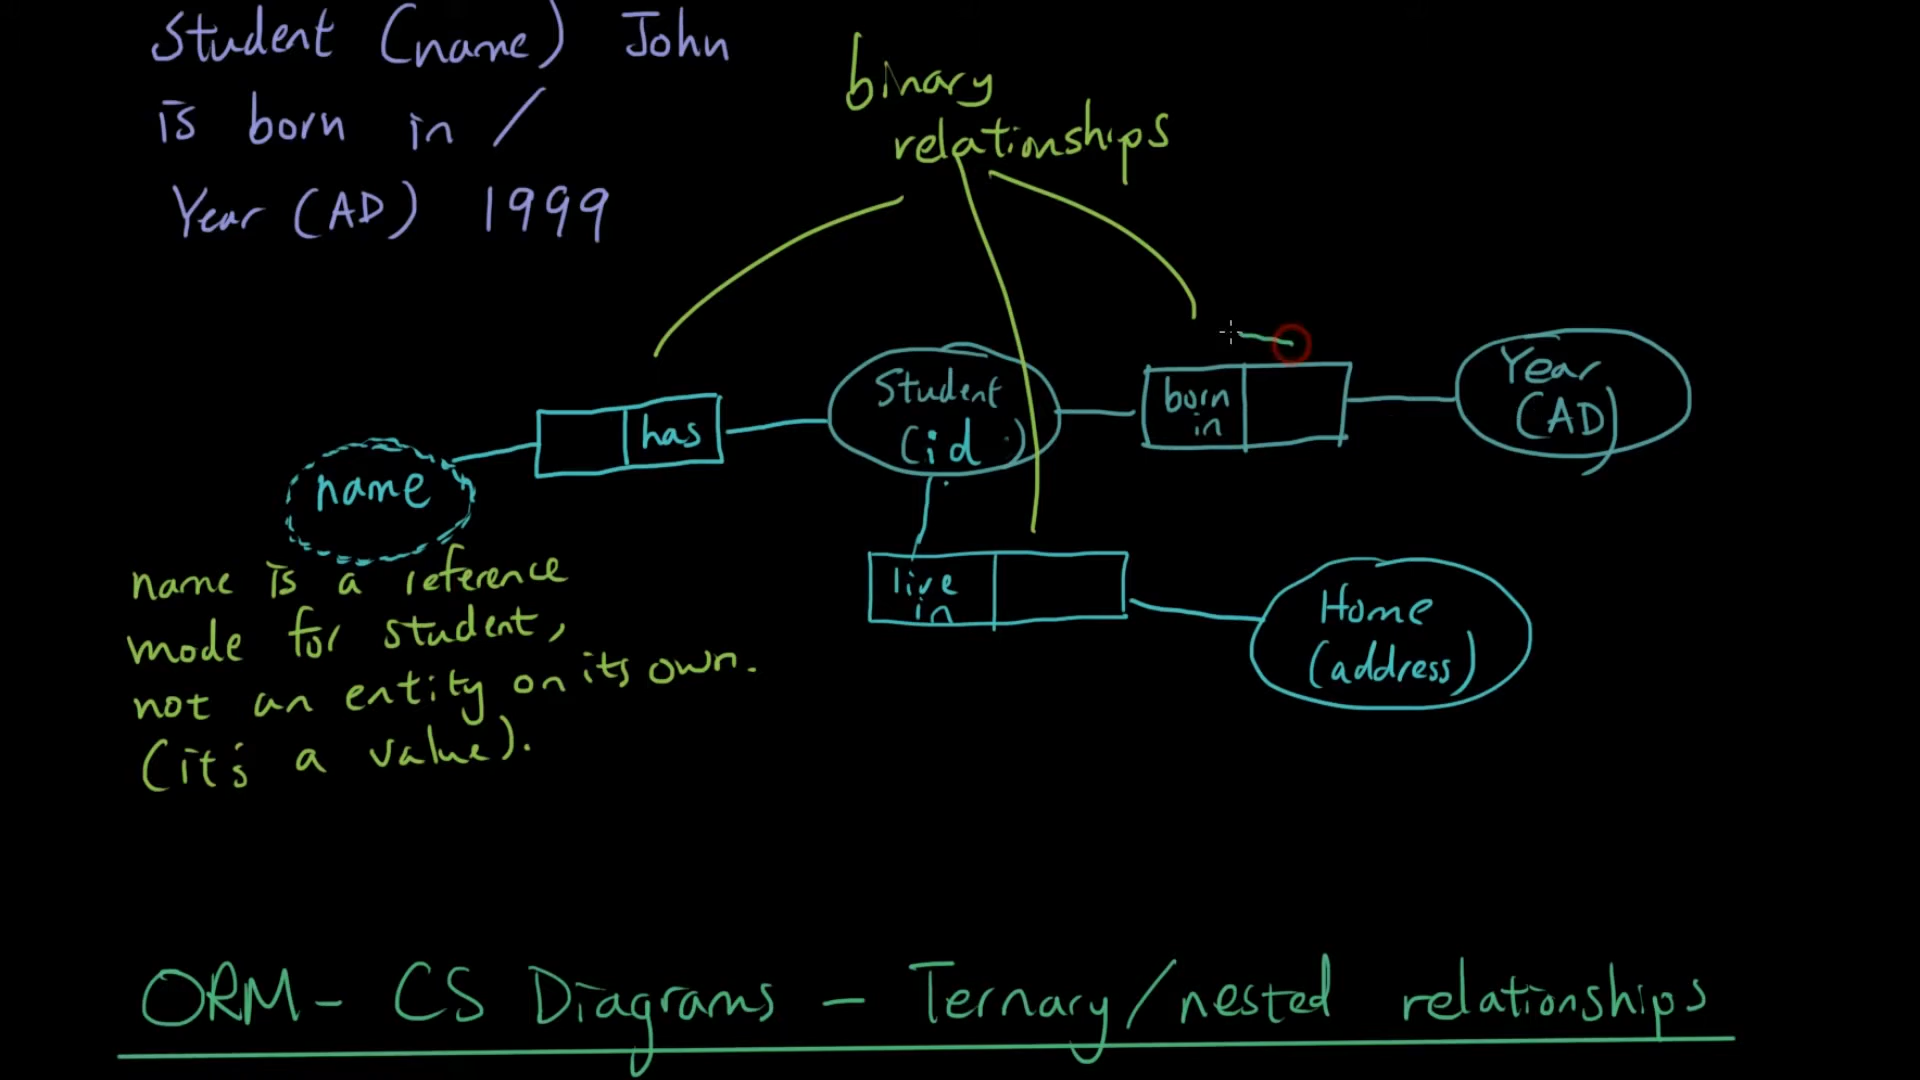 Student (name) John
is born in /
Year (AD) 1999
binary
relationships
name
has
Student
(id)
born
in
Year
(AD)
live
in
Home
(address)
name is a reference
mode for student,
not an entity on its own.
(it's a value).
ORM - CS Diagrams - Ternary/nested relationships